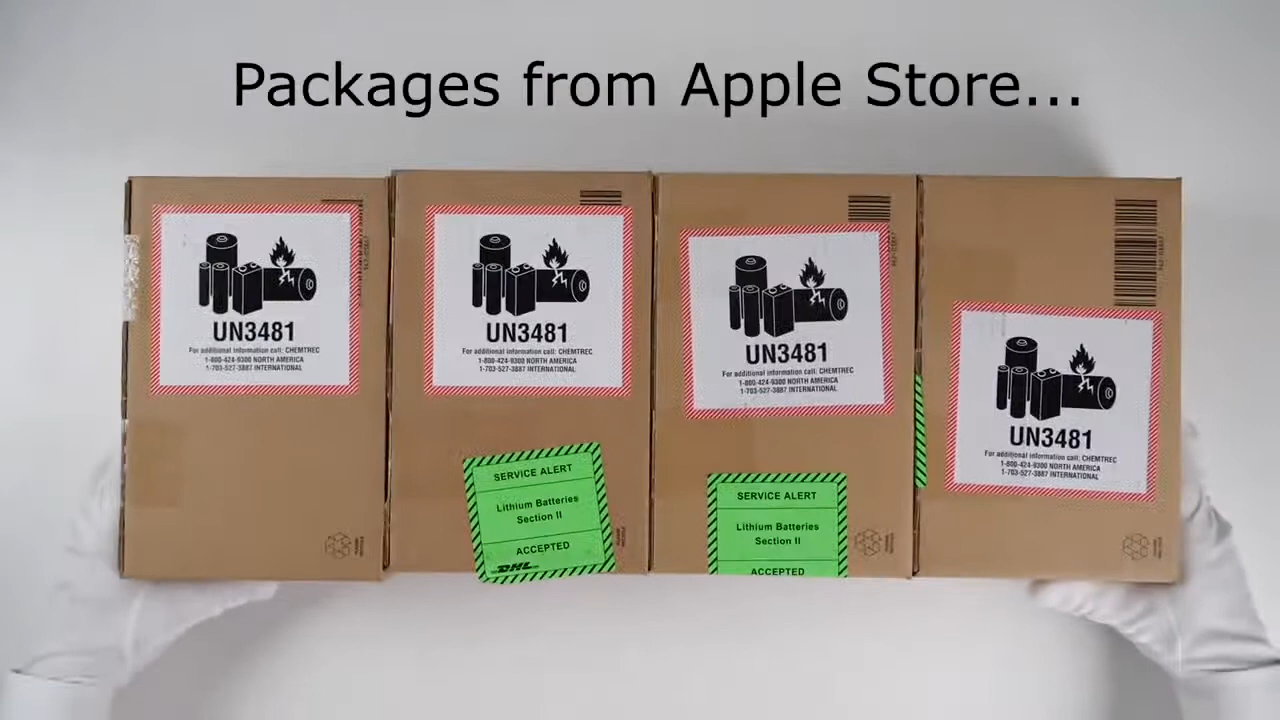 Packages from Apple Store...
UN3481
For additional information call: CHEMTREC
1-800-424-9300 NORTH AMERICA
1-703-527-3887 INTERNATIONAL
UN3481
For additional information call: CHEMTREC
1-800-424-9300 NORTH AMERICA
1-703-527-3887 INTERNATIONAL
SERVICE ALERT
Lithium Batteries
Section II
ACCEPTED
DHL
UN3481
For additional information call: CHEMTREC
1-800-424-9300 NORTH AMERICA
1-703-527-3887 INTERNATIONAL
SERVICE ALERT
Lithium Batteries
Section II
ACCEPTED
UN3481
For additional information call: CHEMTREC
1-800-424-9300 NORTH AMERICA
1-703-527-3887 INTERNATIONAL